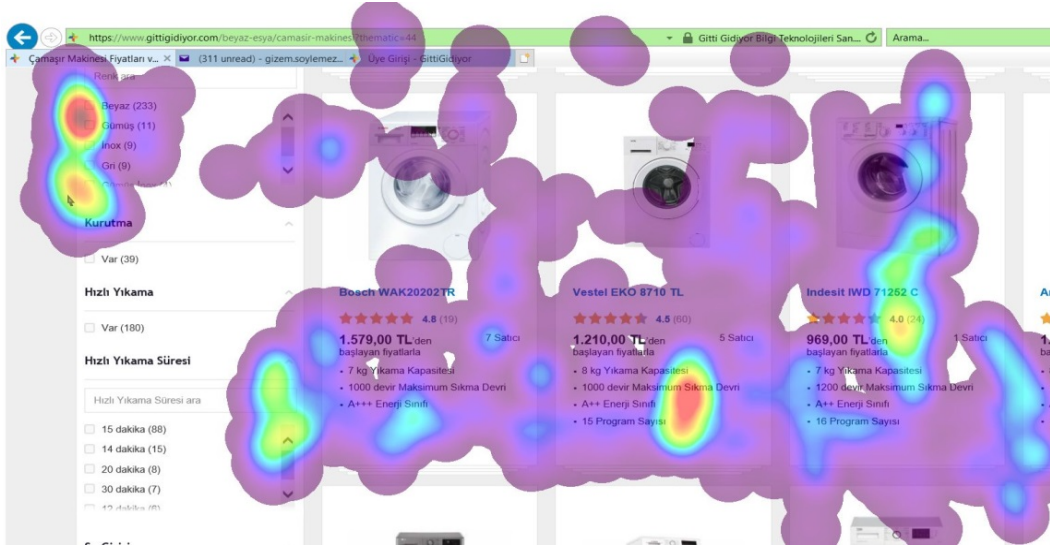 https://www.gittigidiyor.com/beyaz-esya/camasir-makinesi?thematic=44
Gitti Gidiyor Bilgi Teknolojileri San...
Arama...
Çamaşır Makinesi Fiyatları v...
(311 unread) - gizem.soylemez...
Üye Girişi - GittiGidiyor
Renk ara
Beyaz (233)
Gümüş (11)
Inox (9)
Gri (9)
Kurutma
Var (39)
Hızlı Yıkama
Var (180)
Hızlı Yıkama Süresi
Hızlı Yıkama Süresi ara
15 dakika (88)
14 dakika (15)
20 dakika (8)
30 dakika (7)
12 dakika (6)
Bosch WAK20202TR
4.8 (19)
1.579,00 TL'den
7 Satıcı
başlayan fiyatlarla
• 7 kg Yıkama Kapasitesi
• 1000 devir Maksimum Sıkma Devri
• A+++ Enerji Sınıfı
Vestel EKO 8710 TL
4.5 (60)
1.210,00 TL'den
5 Satıcı
başlayan fiyatlarla
• 8 kg Yıkama Kapasitesi
• 1000 devir Maksimum Sıkma Devri
• A++ Enerji Sınıfı
• 15 Program Sayısı
Indesit IWD 71252 C
4.0 (24)
969,00 TL'den
1 Satıcı
başlayan fiyatlarla
• 7 kg Yıkama Kapasitesi
• 1200 devir Maksimum Sıkma Devri
• A++ Enerji Sınıfı
• 16 Program Sayısı